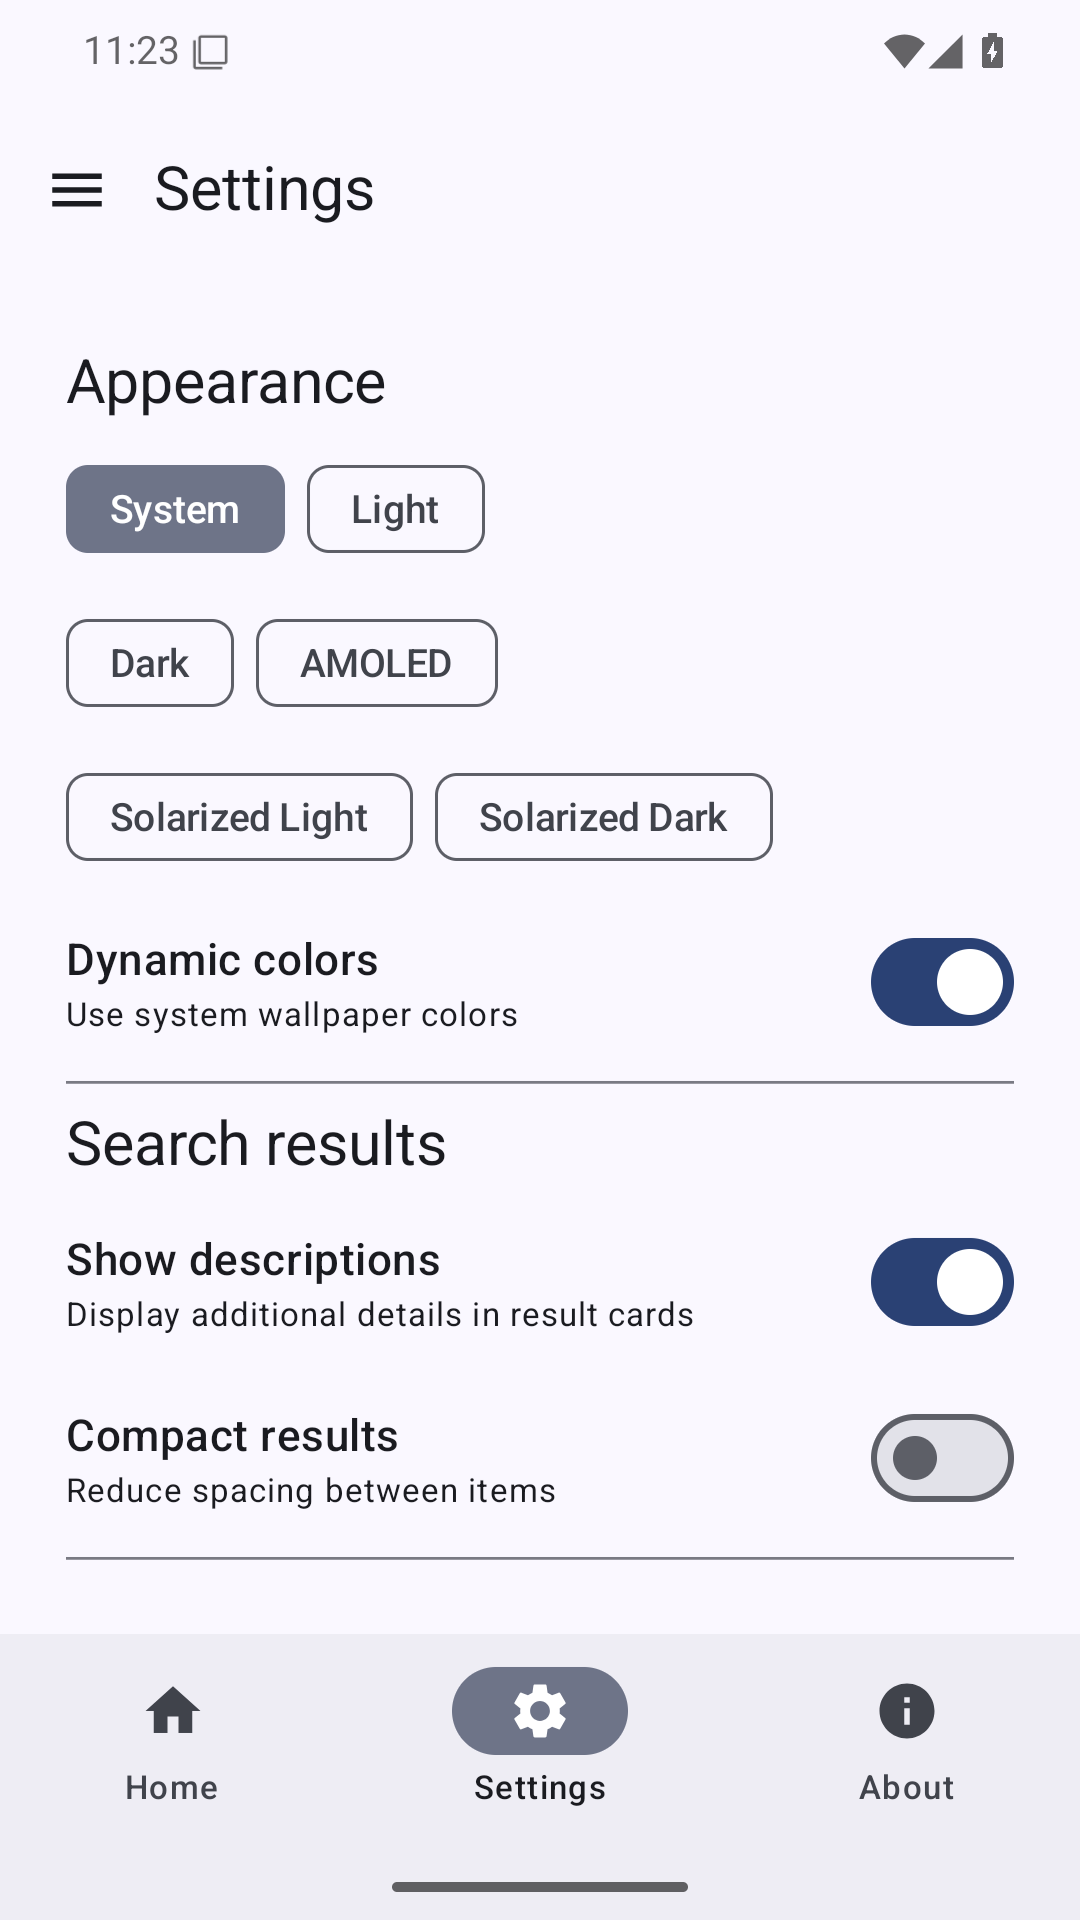 11:23
Settings
Appearance
System
Light
Dark
AMOLED
Solarized Light
Solarized Dark
Dynamic colors
Use system wallpaper colors
Search results
Show descriptions
Display additional details in result cards
Compact results
Reduce spacing between items
Home
Settings
About